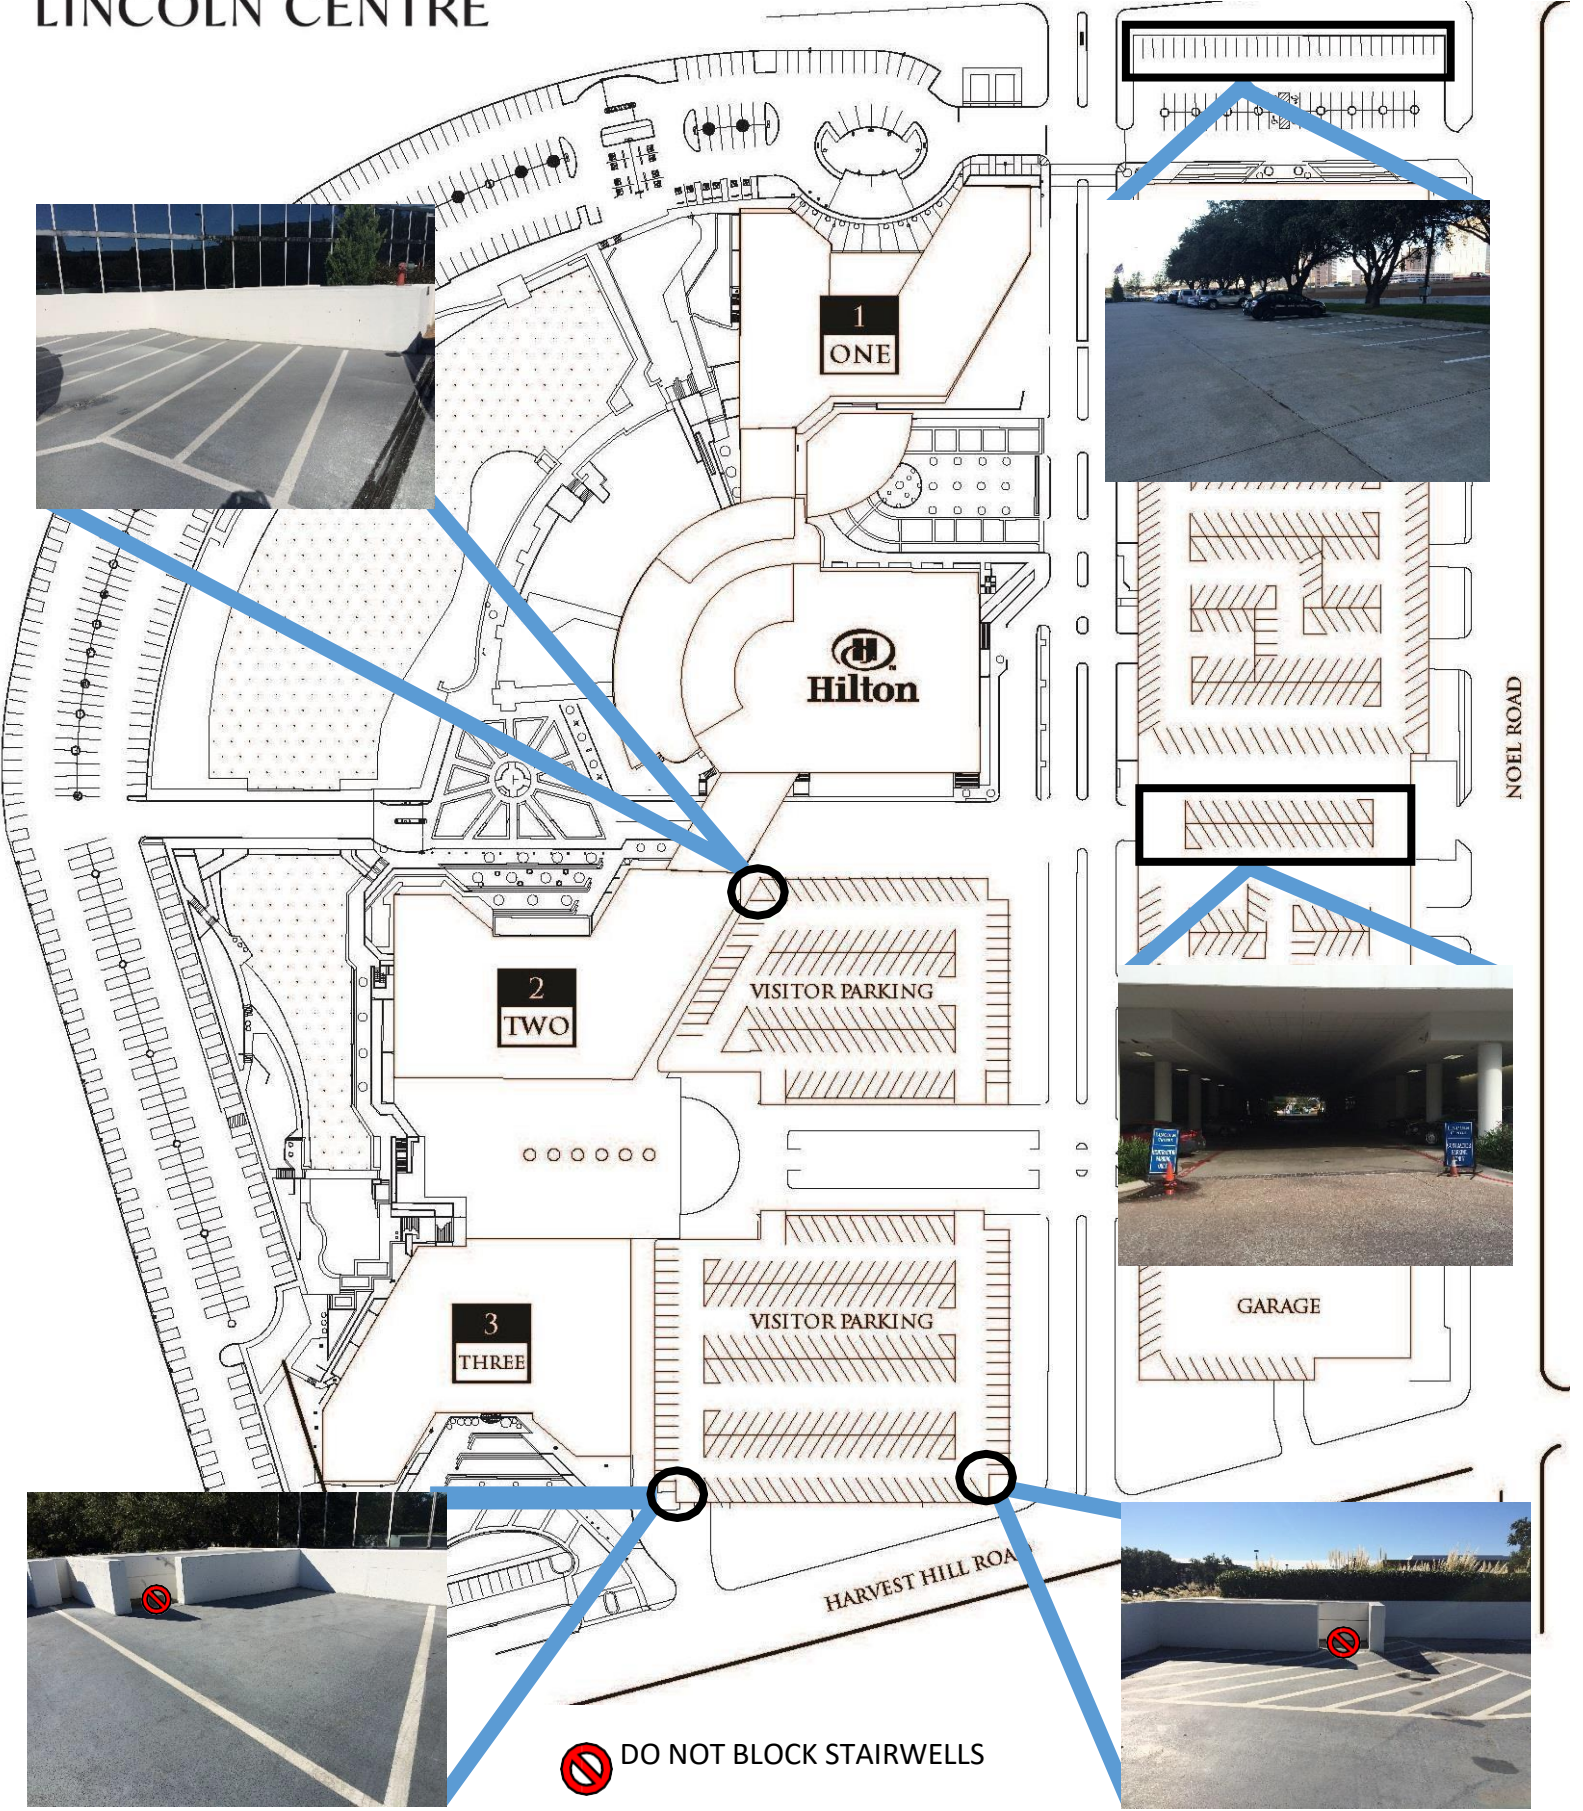 LINCOLN CENTRE
1
ONE
Hilton
NOEL ROAD
2
TWO
VISITOR PARKING
3
THREE
VISITOR PARKING
GARAGE
HARVEST HILL ROA
DO NOT BLOCK STAIRWELLS